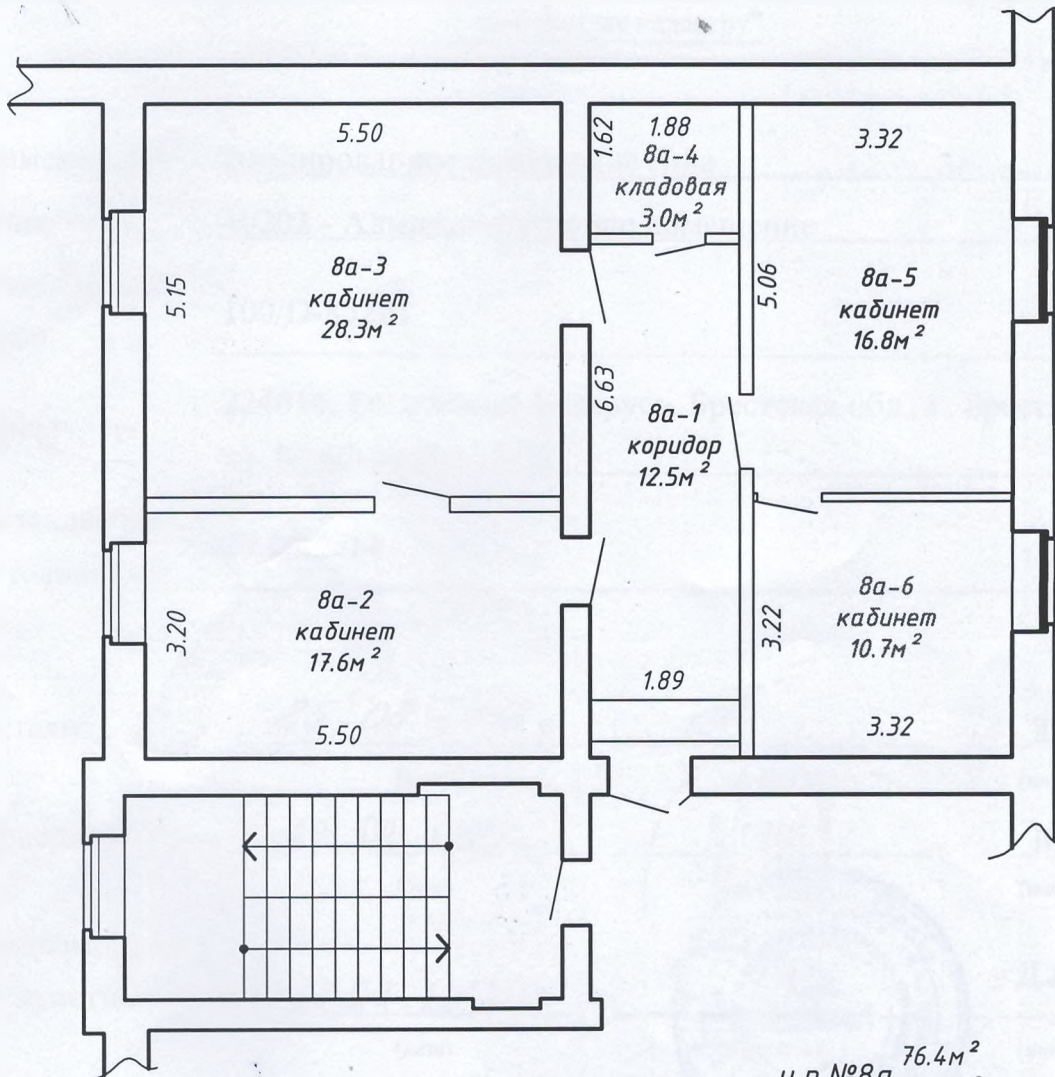 5.50
1.62
1.88
8а-4
кладовая
3.0м²
3.32
8а-3
кабинет
28.3м²
5.15
5.06
8а-5
кабинет
16.8м²
6.63
8а-1
коридор
12.5м²
8а-2
кабинет
17.6м²
3.20
5.50
1.89
3.22
8а-6
кабинет
10.7м²
3.32
76.4м²